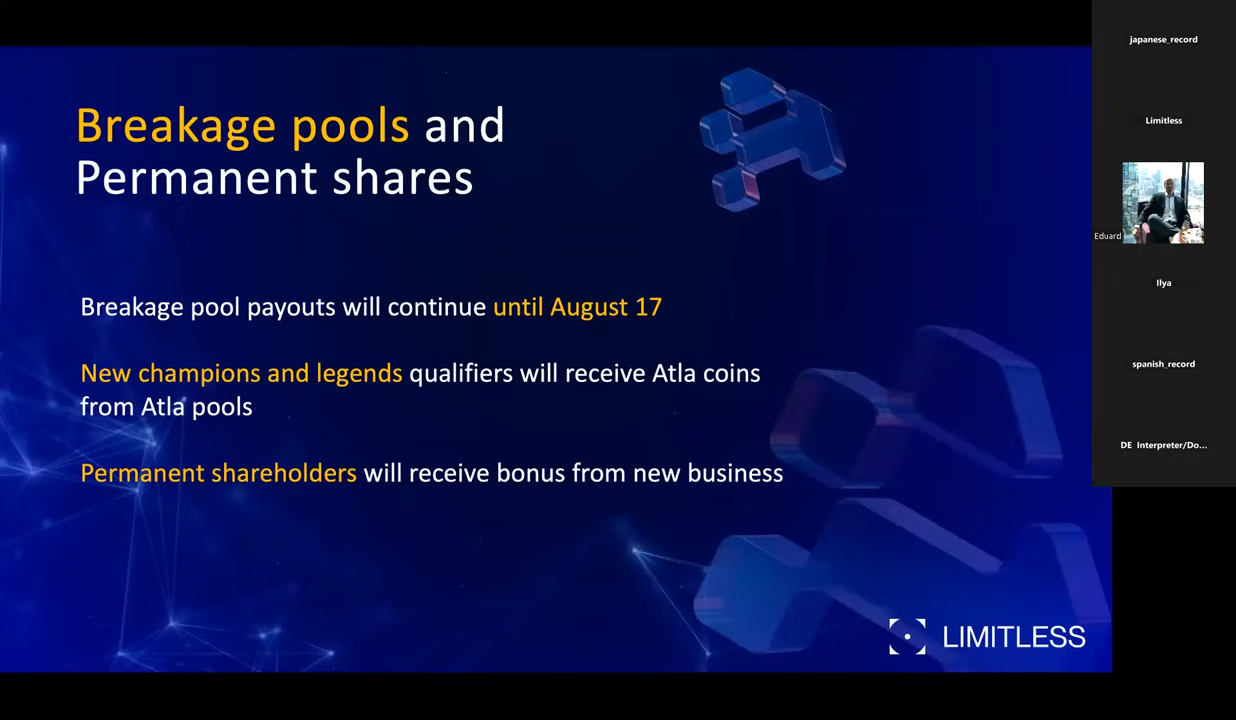 Breakage pools and
Permanent shares
Breakage pool payouts will continue until August 17
New champions and legends qualifiers will receive Atla coins
from Atla pools
Permanent shareholders will receive bonus from new business
LIMITLESS
japanese_record
Limitless
Eduard
Ilya
spanish_record
DE Interpreter/Do...